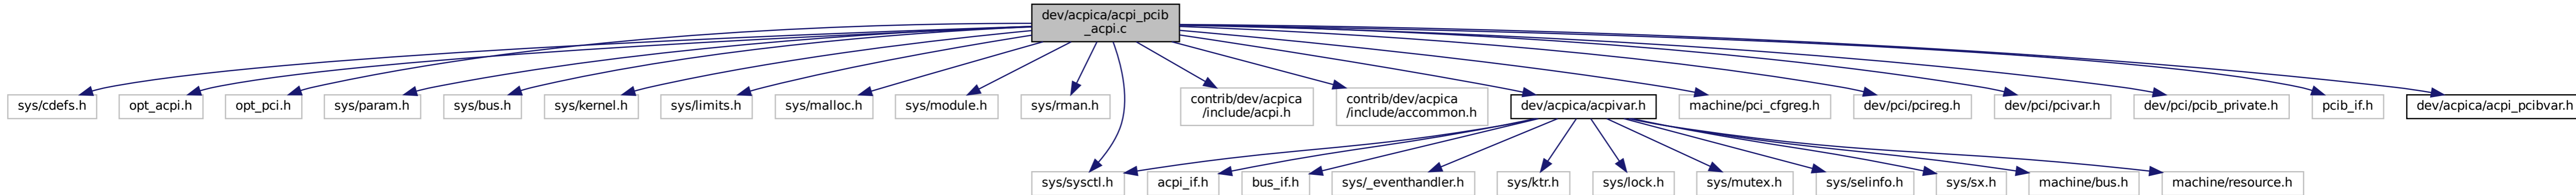 dev/acpica/acpi_pcib
_acpi.c
sys/cdefs.h
opt_acpi.h
opt_pci.h
sys/param.h
sys/bus.h
sys/kernel.h
sys/limits.h
sys/malloc.h
sys/module.h
sys/rman.h
contrib/dev/acpica
/include/acpi.h
contrib/dev/acpica
/include/accommon.h
dev/acpica/acpivar.h
machine/pci_cfgreg.h
dev/pci/pcireg.h
dev/pci/pcivar.h
dev/pci/pcib_private.h
pcib_if.h
dev/acpica/acpi_pcibvar.h
sys/sysctl.h
acpi_if.h
bus_if.h
sys/_eventhandler.h
sys/ktr.h
sys/lock.h
sys/mutex.h
sys/selinfo.h
sys/sx.h
machine/bus.h
machine/resource.h